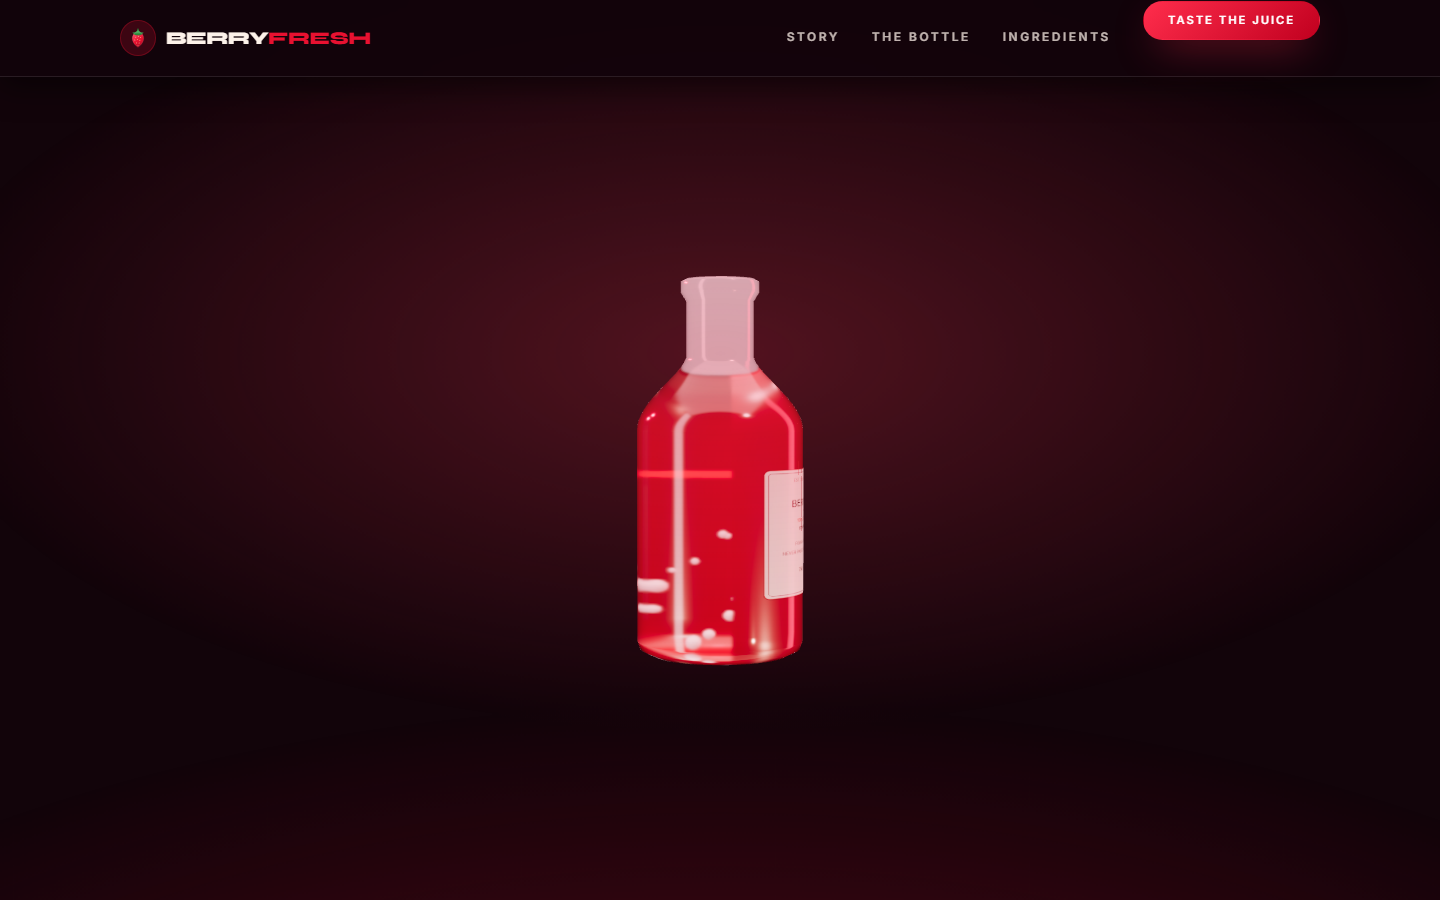 BERRYFRESH
STORY
THE BOTTLE
INGREDIENTS
TASTE THE JUICE